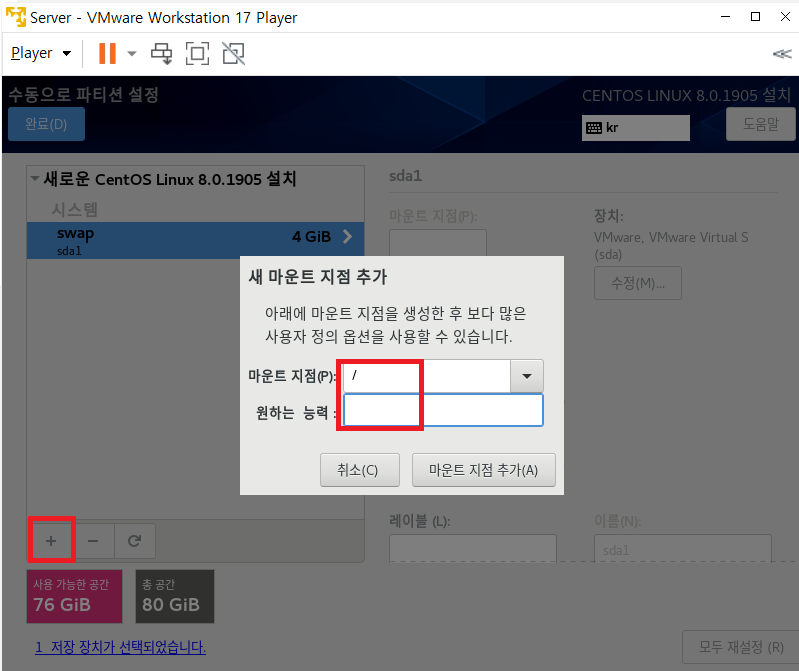 Server - VMware Workstation 17 Player
Player
수동으로 파티션 설정
CENTOS LINUX 8.0.1905 설치
완료(D)
kr
도움말
새로운 CentOS Linux 8.0.1905 설치
시스템
swap
4 GiB
sda1
sda1
마운트 지점(P):
장치:
VMware, VMware Virtual S
(sda)
수정(M)...
새 마운트 지점 추가
아래에 마운트 지점을 생성한 후 보다 많은
사용자 정의 옵션을 사용할 수 있습니다.
마운트 지점(P):
/
원하는 능력 :
취소(C)
마운트 지점 추가(A)
레이블 (L):
이름(N):
sda1
사용 가능한 공간
76 GiB
총 공간
80 GiB
1 저장 장치가 선택되었습니다.
모두 재설정 (R)